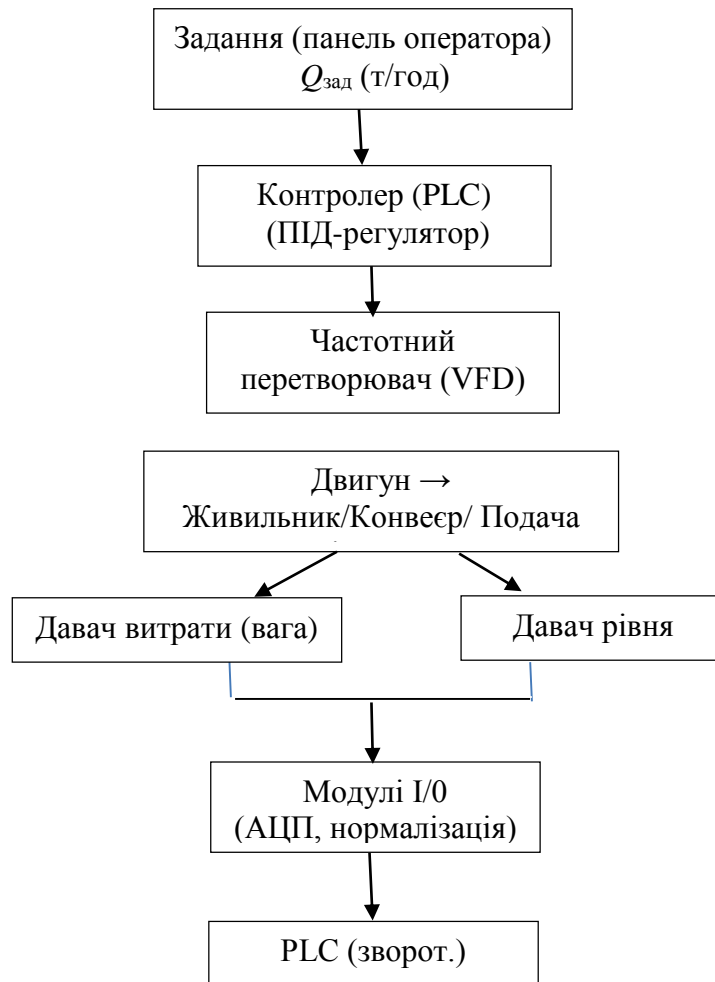 Задання (панель оператора)
Qзад (т/год)
Контролер (PLC)
(ПІД-регулятор)
Частотний
перетворювач (VFD)
Двигун →
Живильник/Конвеєр/ Подача
Давач витрати (вага)
Давач рівня
Модулі I/0
(АЦП, нормалізація)
PLC (зворот.)